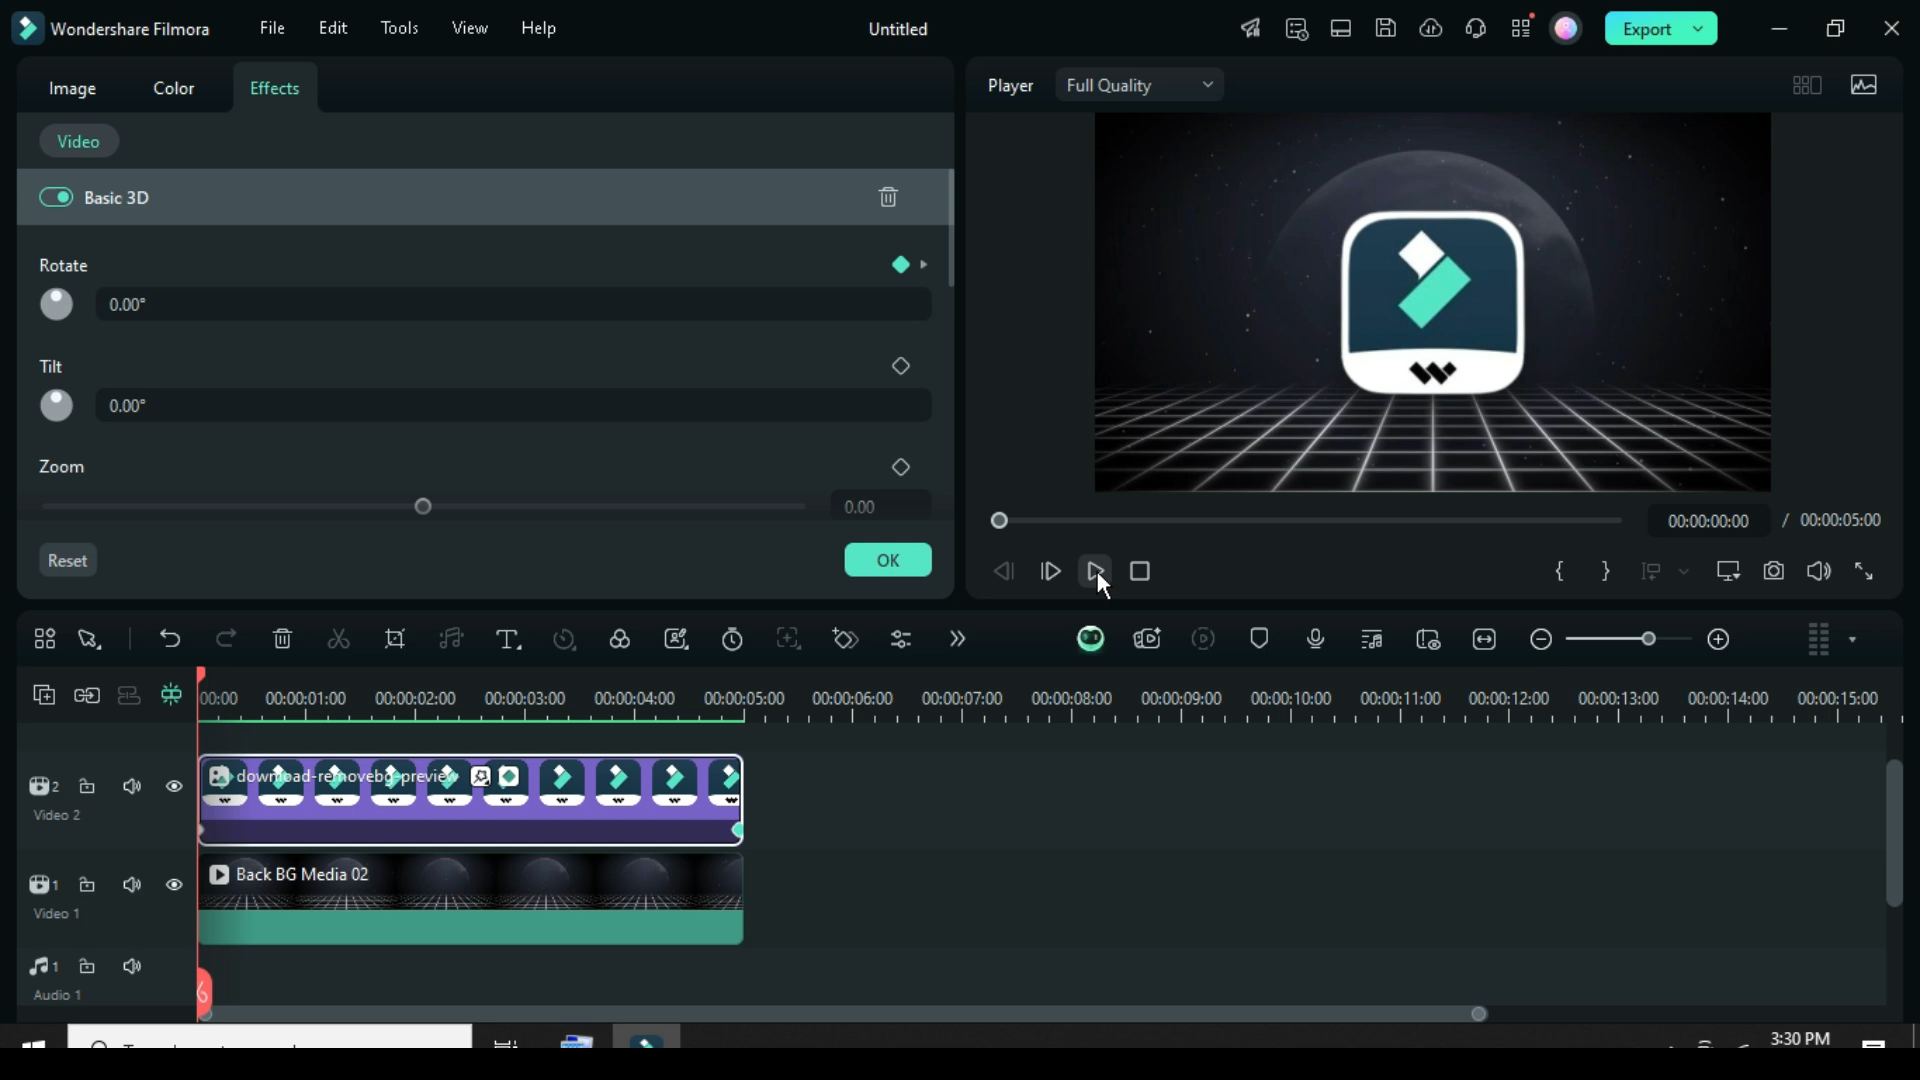 Wondershare Filmora File Edit Tools View Help Untitled Export
Image Color Effects
Player Full Quality
Video
Basic 3D
Rotate
0.00°
Tilt
0.00°
Zoom
0.00
00:00:00:00 / 00:00:05:00
Reset OK
00:00 00:00:01:00 00:00:02:00 00:00:03:00 00:00:04:00 00:00:05:00 00:00:06:00 00:00:07:00 00:00:08:00 00:00:09:00 00:00:10:00 00:00:11:00 00:00:12:00 00:00:13:00 00:00:14:00 00:00:15:00
2 download-removebg-preview
Video 2
1 Back BG Media 02
Video 1
1
Audio 1
3:30 PM